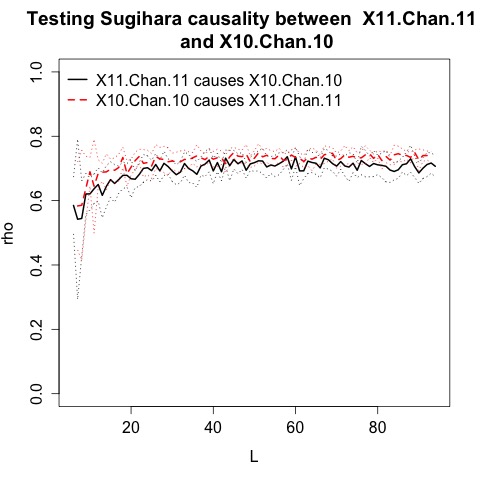 Testing Sugihara causality between X11.Chan.11
and X10.Chan.10
X11.Chan.11 causes X10.Chan.10
X10.Chan.10 causes X11.Chan.11
1.0
0.8
0.6
0.4
0.2
0.0
rho
20 40 60 80
L